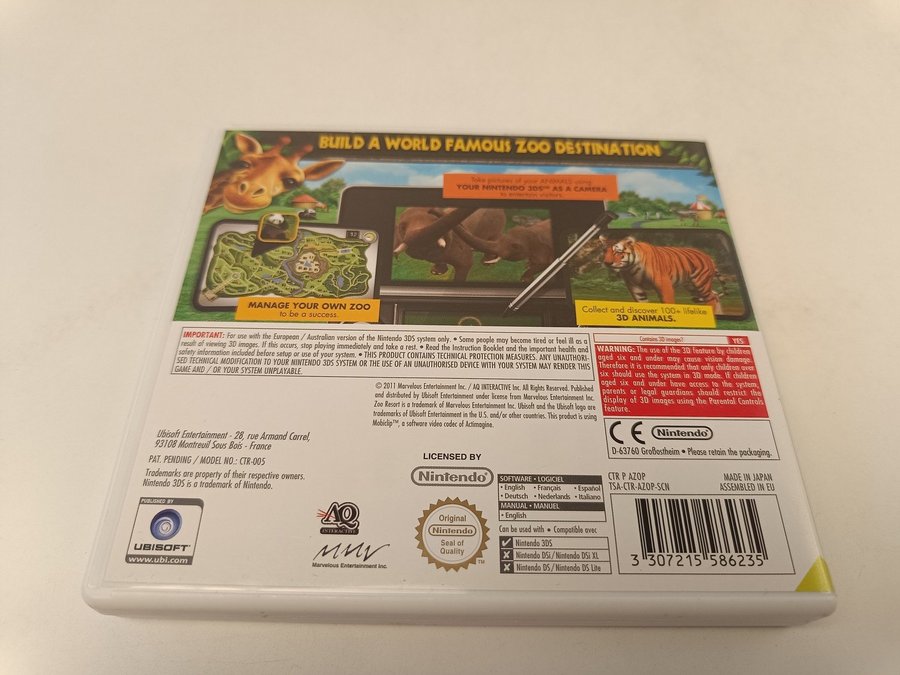 BUILD A WORLD FAMOUS ZOO DESTINATION
Take pictures of your ANIMALS using
YOUR NINTENDO 3DS™ AS A CAMERA
to entertain visitors.
12
MANAGE YOUR OWN ZOO
to be a success.
Collect and discover 100+ lifelike
3D ANIMALS.
IMPORTANT: For use with the European / Australian version of the Nintendo 3DS system only. • Some people may become tired or feel ill as a
result of viewing 3D images. If this occurs, stop playing immediately and take a rest. • Read the Instruction Booklet and the important health and
safety information included before setup or use of your system. • THIS PRODUCT CONTAINS TECHNICAL PROTECTION MEASURES. ANY UNAUTHORI-
SED TECHNICAL MODIFICATION TO YOUR NINTENDO 3DS SYSTEM OR THE USE OF AN UNAUTHORISED DEVICE WITH YOUR SYSTEM MAY RENDER THIS
GAME AND / OR YOUR SYSTEM UNPLAYABLE.
Contains 3D images? YES
WARNING: The use of the 3D feature by children
aged six and under may cause vision damage.
Therefore it is recommended that only children over
six should use the system in 3D mode. If children
aged six and under have access to the system,
parents or legal guardians should restrict the
display of 3D images using the Parental Controls
feature.
© 2011 Marvelous Entertainment Inc. / AQ INTERACTIVE Inc. All Rights Reserved. Published
and distributed by Ubisoft Entertainment under license from Marvelous Entertainment Inc.
Zoo Resort is a trademark of Marvelous Entertainment Inc. Ubisoft and the Ubisoft logo are
trademarks of Ubisoft Entertainment in the U.S. and/or other countries. This product is using
Mobiclip™, a software video codec of Actimagine.
Ubisoft Entertainment - 28, rue Armand Carrel,
93108 Montreuil Sous Bois - France
PAT. PENDING / MODEL NO.: CTR-005
Trademarks are property of their respective owners.
Nintendo 3DS is a trademark of Nintendo.
CE Nintendo®
D-63760 Großostheim • Please retain the packaging.
LICENSED BY
Nintendo®
SOFTWARE • LOGICIEL
• English • Français • Español
• Deutsch • Nederlands • Italiano
MANUAL • MANUEL
• English
Can be used with • Compatible avec
Nintendo 3DS
Nintendo DSi / Nintendo DSi XL
Nintendo DS / Nintendo DS Lite
CTR P AZOP
TSA-CTR-AZOP-SCN
MADE IN JAPAN
ASSEMBLED IN EU
3 307215 586235
PUBLISHED BY
UBISOFT
www.ubi.com
AQ
INTERACTIVE
MMV
Marvelous Entertainment Inc.
Original
Nintendo
Seal of
Quality
TM